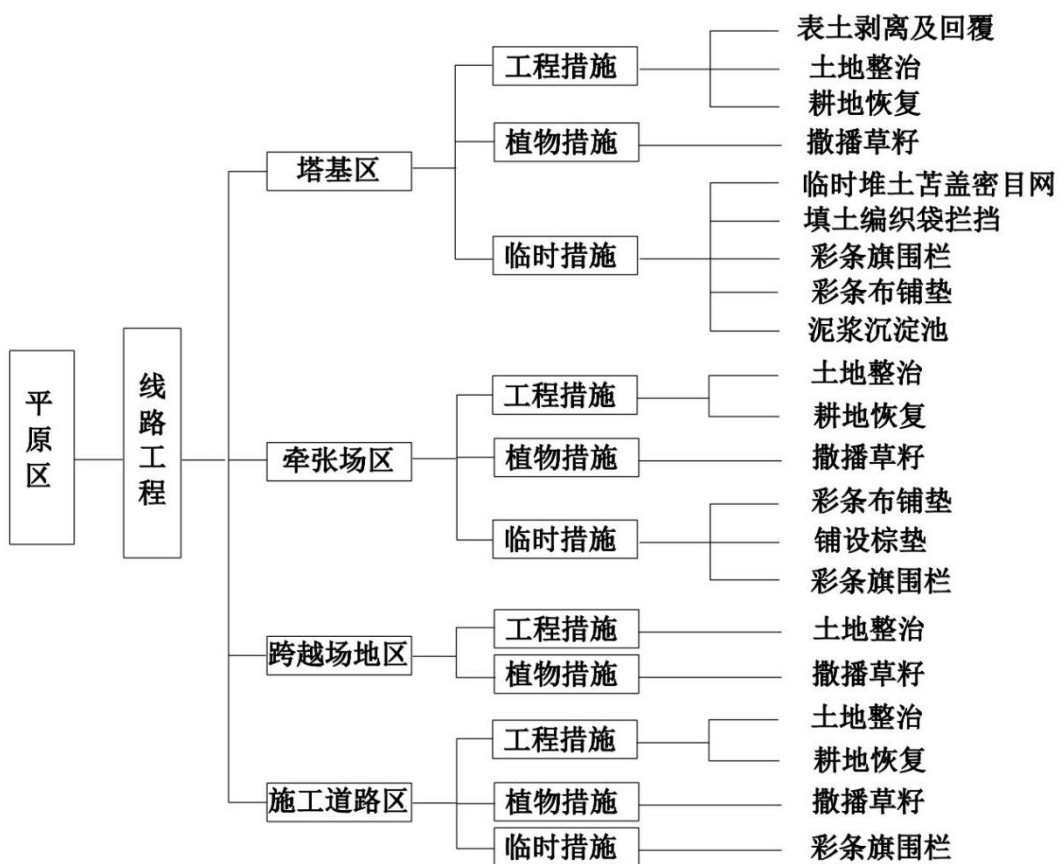 平原区
线路工程
塔基区
工程措施
表土剥离及回覆
土地整治
耕地恢复
植物措施
撒播草籽
临时措施
临时堆土苫盖密目网
填土编织袋拦挡
彩条旗围栏
彩条布铺垫
泥浆沉淀池
牵张场区
工程措施
土地整治
耕地恢复
植物措施
撒播草籽
临时措施
彩条布铺垫
铺设棕垫
彩条旗围栏
跨越场地区
工程措施
土地整治
植物措施
撒播草籽
施工道路区
工程措施
土地整治
耕地恢复
植物措施
撒播草籽
临时措施
彩条旗围栏